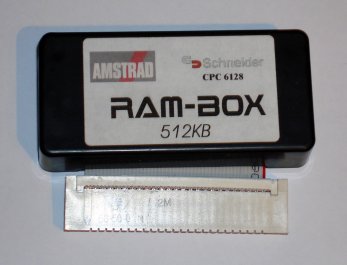 AMSTRAD
Schneider
CPC 6128
RAM-BOX
512KB